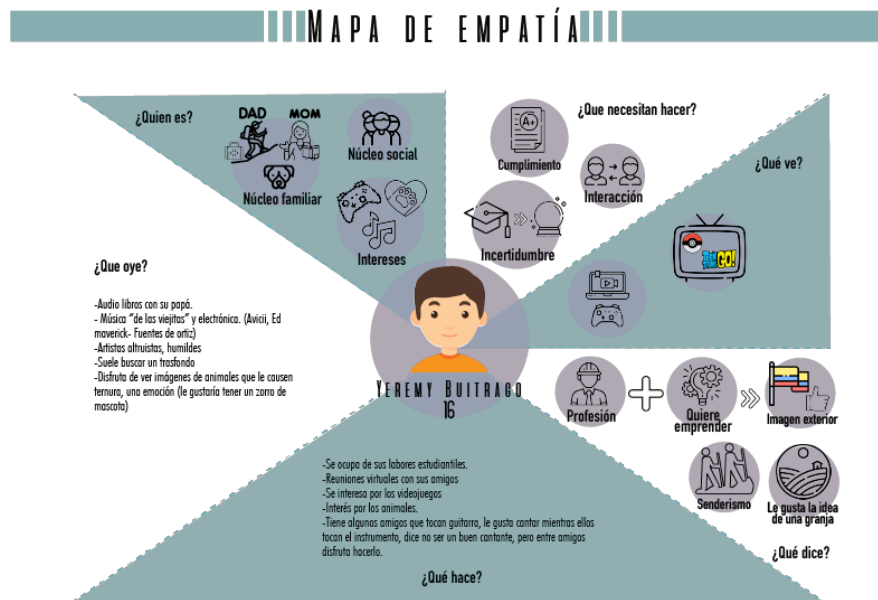 MAPA DE EMPATÍA
¿Quien es?
DAD
MOM
Núcleo familiar
Núcleo social
Intereses
¿Que necesitan hacer?
A+
Cumplimiento
Interacción
Incertidumbre
¿Qué ve?
GO!
¿Que oye?
-Audio libros con su papá.
- Música "de las viejitas" y electrónica. (Avicii, Ed
maverick- Fuentes de ortiz)
-Artistas altruistas, humildes
-Suele buscar un trasfondo
-Disfruta de ver imágenes de animales que le causen
ternura, una emoción (le gustaría tener un zorro de
mascota)
YEREMY BUITRAGO
16
Profesión
Quiere
emprender
Imagen exterior
Senderismo
Le gusta la idea
de una granja
¿Qué dice?
-Se ocupa de sus labores estudiantiles.
-Reuniones virtuales con sus amigos
-Se interesa por los videojuegos
-Interés por los animales.
-Tiene algunos amigos que tocan guitarra, le gusta cantar mientras ellos
tocan el instrumento, dice no ser un buen cantante, pero entre amigos
disfruta hacerlo.
¿Qué hace?